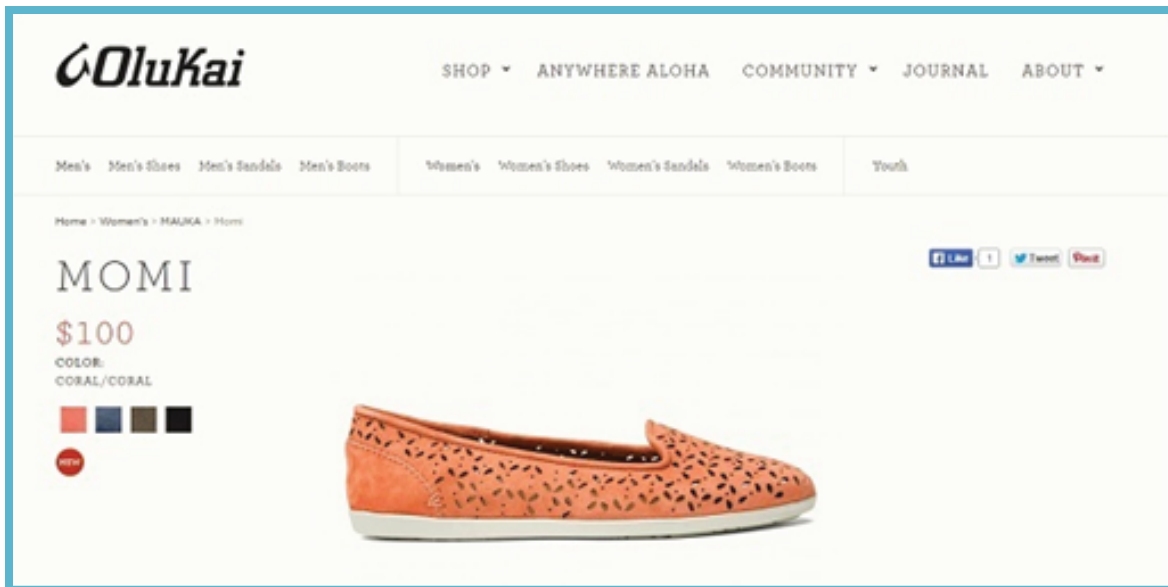 OluKai
SHOP ANYWHERE ALOHA COMMUNITY JOURNAL ABOUT
Men's Men's Shoes Men's Sandals Men's Boots Women's Women's Shoes Women's Sandals Women's Boots Youth
Home > Women's > MAUKA > Momi
Like 1 Tweet Pin it
MOMI
$100
COLOR:
CORAL/CORAL
NEW